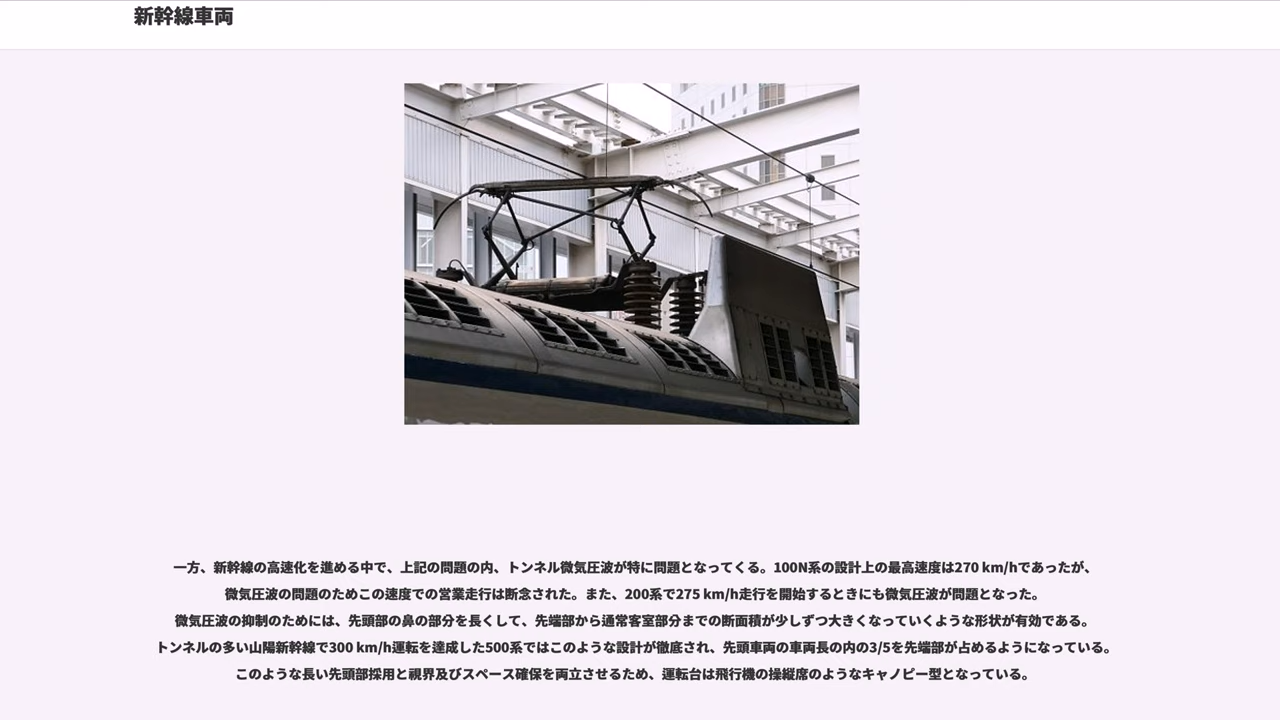 新幹線車両
一方、新幹線の高速化を進める中で、上記の問題の内、トンネル微気圧波が特に問題となってくる。100N系の設計上の最高速度は270 km/hであったが、
微気圧波の問題のためこの速度での営業走行は断念された。また、200系で275 km/h走行を開始するときにも微気圧波が問題となった。
微気圧波の抑制のためには、先頭部の鼻の部分を長くして、先端部から通常客室部分までの断面積が少しずつ大きくなっていくような形状が有効である。
トンネルの多い山陽新幹線で300 km/h運転を達成した500系ではこのような設計が徹底され、先頭車両の車両長の内の3/5を先端部が占めるようになっている。
このような長い先頭部採用と視界及びスペース確保を両立させるため、運転台は飛行機の操縦席のようなキャノピー型となっている。